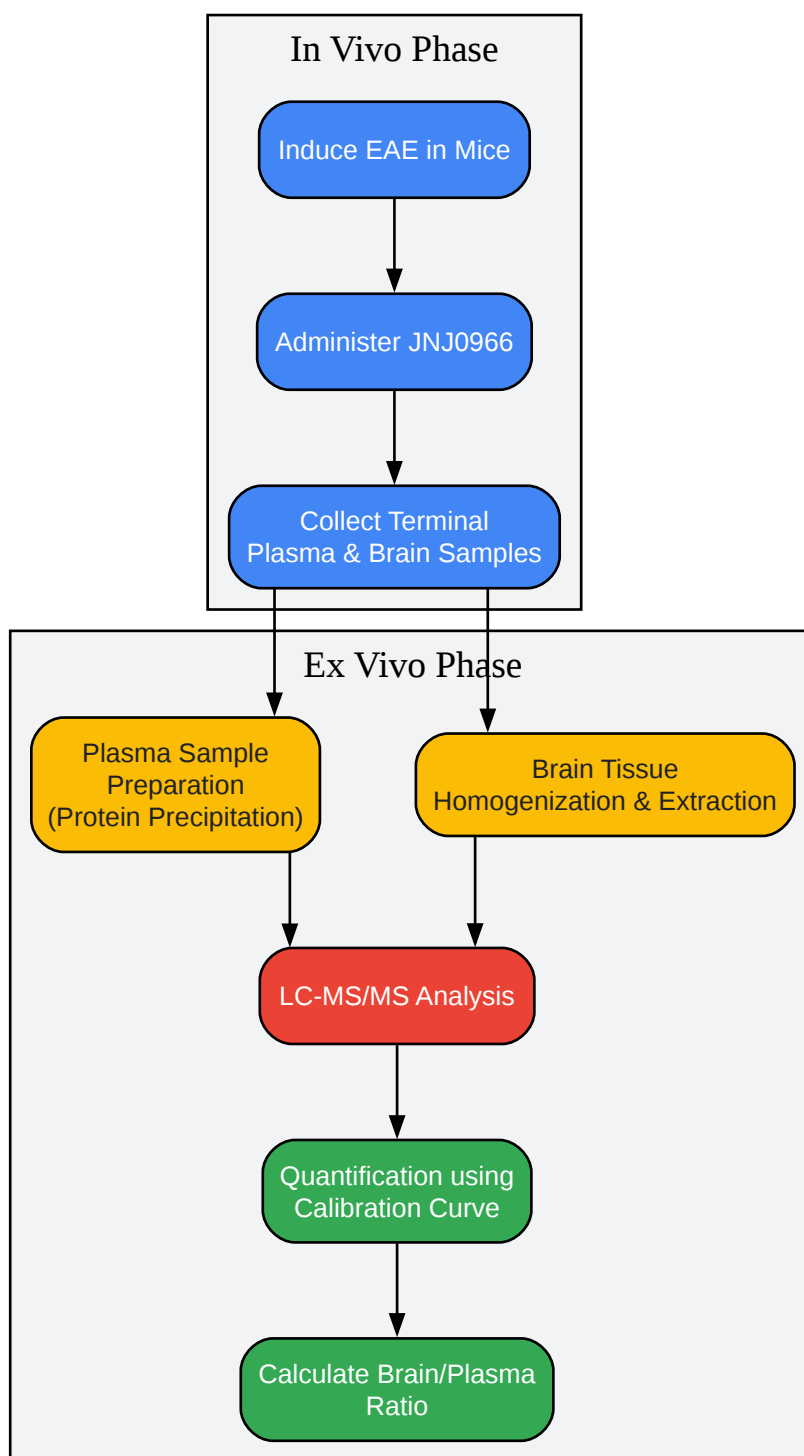 In Vivo Phase
Induce EAE in Mice
Administer JNJ0966
Collect Terminal
Plasma & Brain Samples
Ex Vivo Phase
Plasma Sample
Preparation
(Protein Precipitation)
Brain Tissue
Homogenization & Extraction
LC-MS/MS Analysis
Quantification using
Calibration Curve
Calculate Brain/Plasma
Ratio